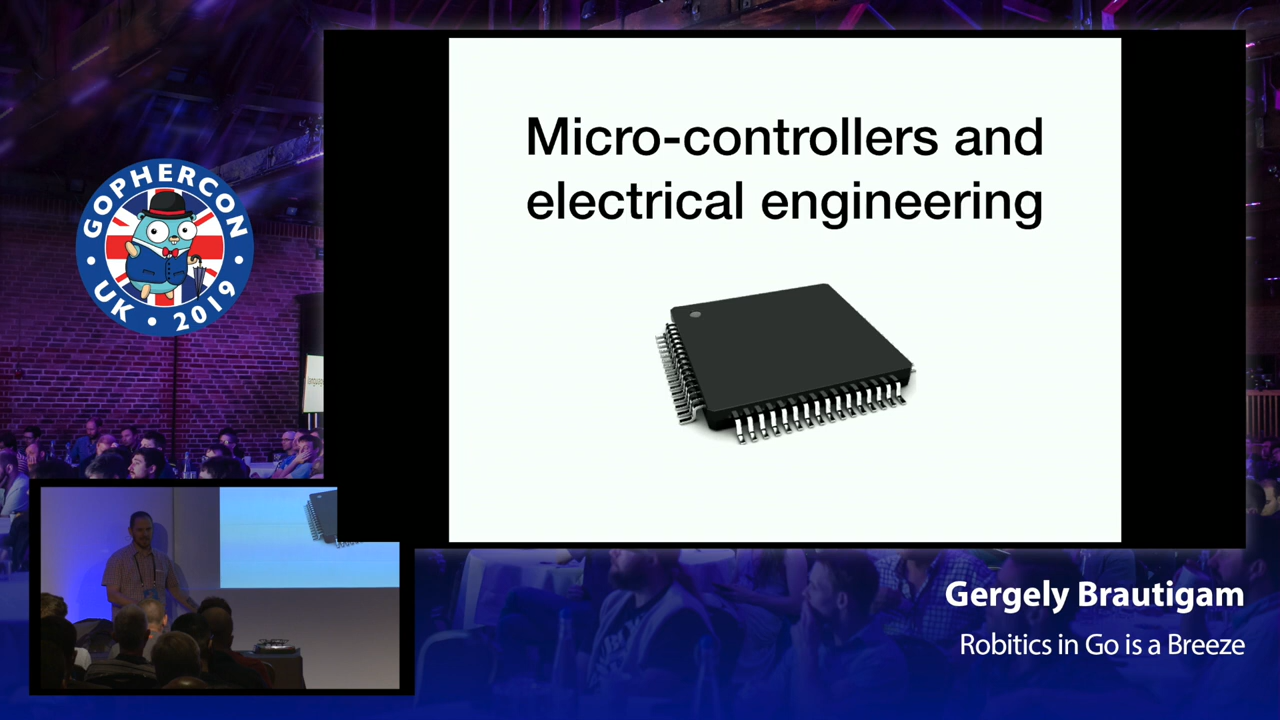 GOPHERCON
UK • 2019
Micro-controllers and
electrical engineering
Gergely Brautigam
Robitics in Go is a Breeze